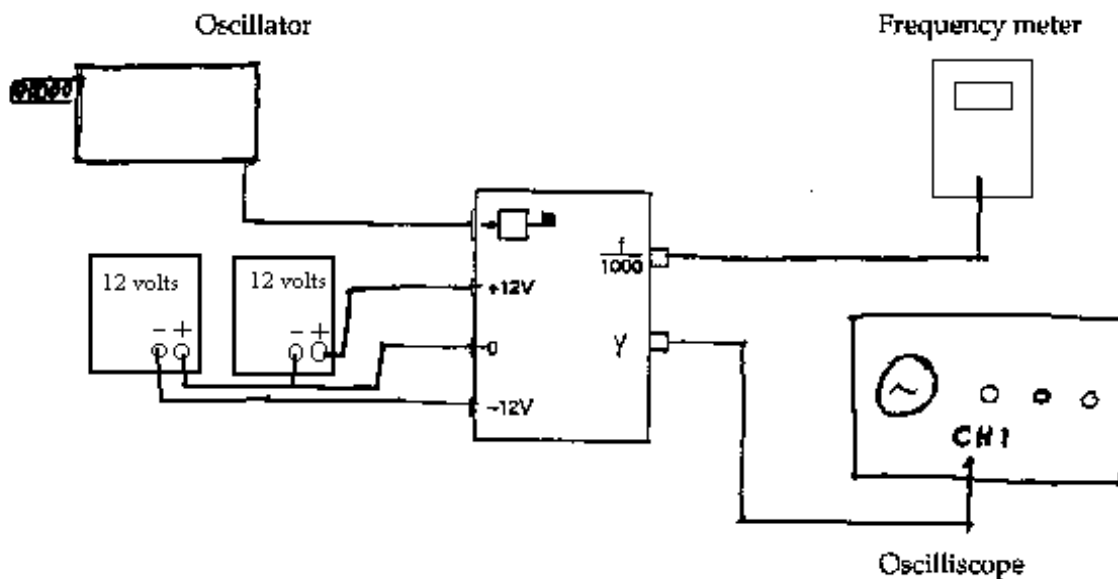 Oscillator
Frequency meter
12 volts
- +
12 volts
- +
f
1000
+12V
0
-12V
Y
CH1
Oscilliscope